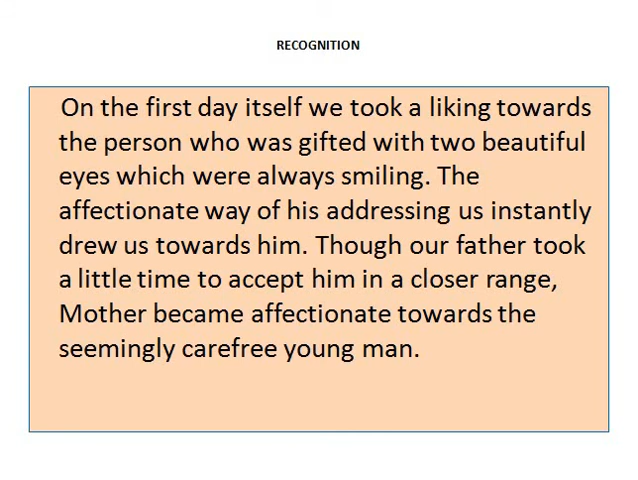 RECOGNITION
On the first day itself we took a liking towards
the person who was gifted with two beautiful
eyes which were always smiling. The
affectionate way of his addressing us instantly
drew us towards him. Though our father took
a little time to accept him in a closer range,
Mother became affectionate towards the
seemingly carefree young man.